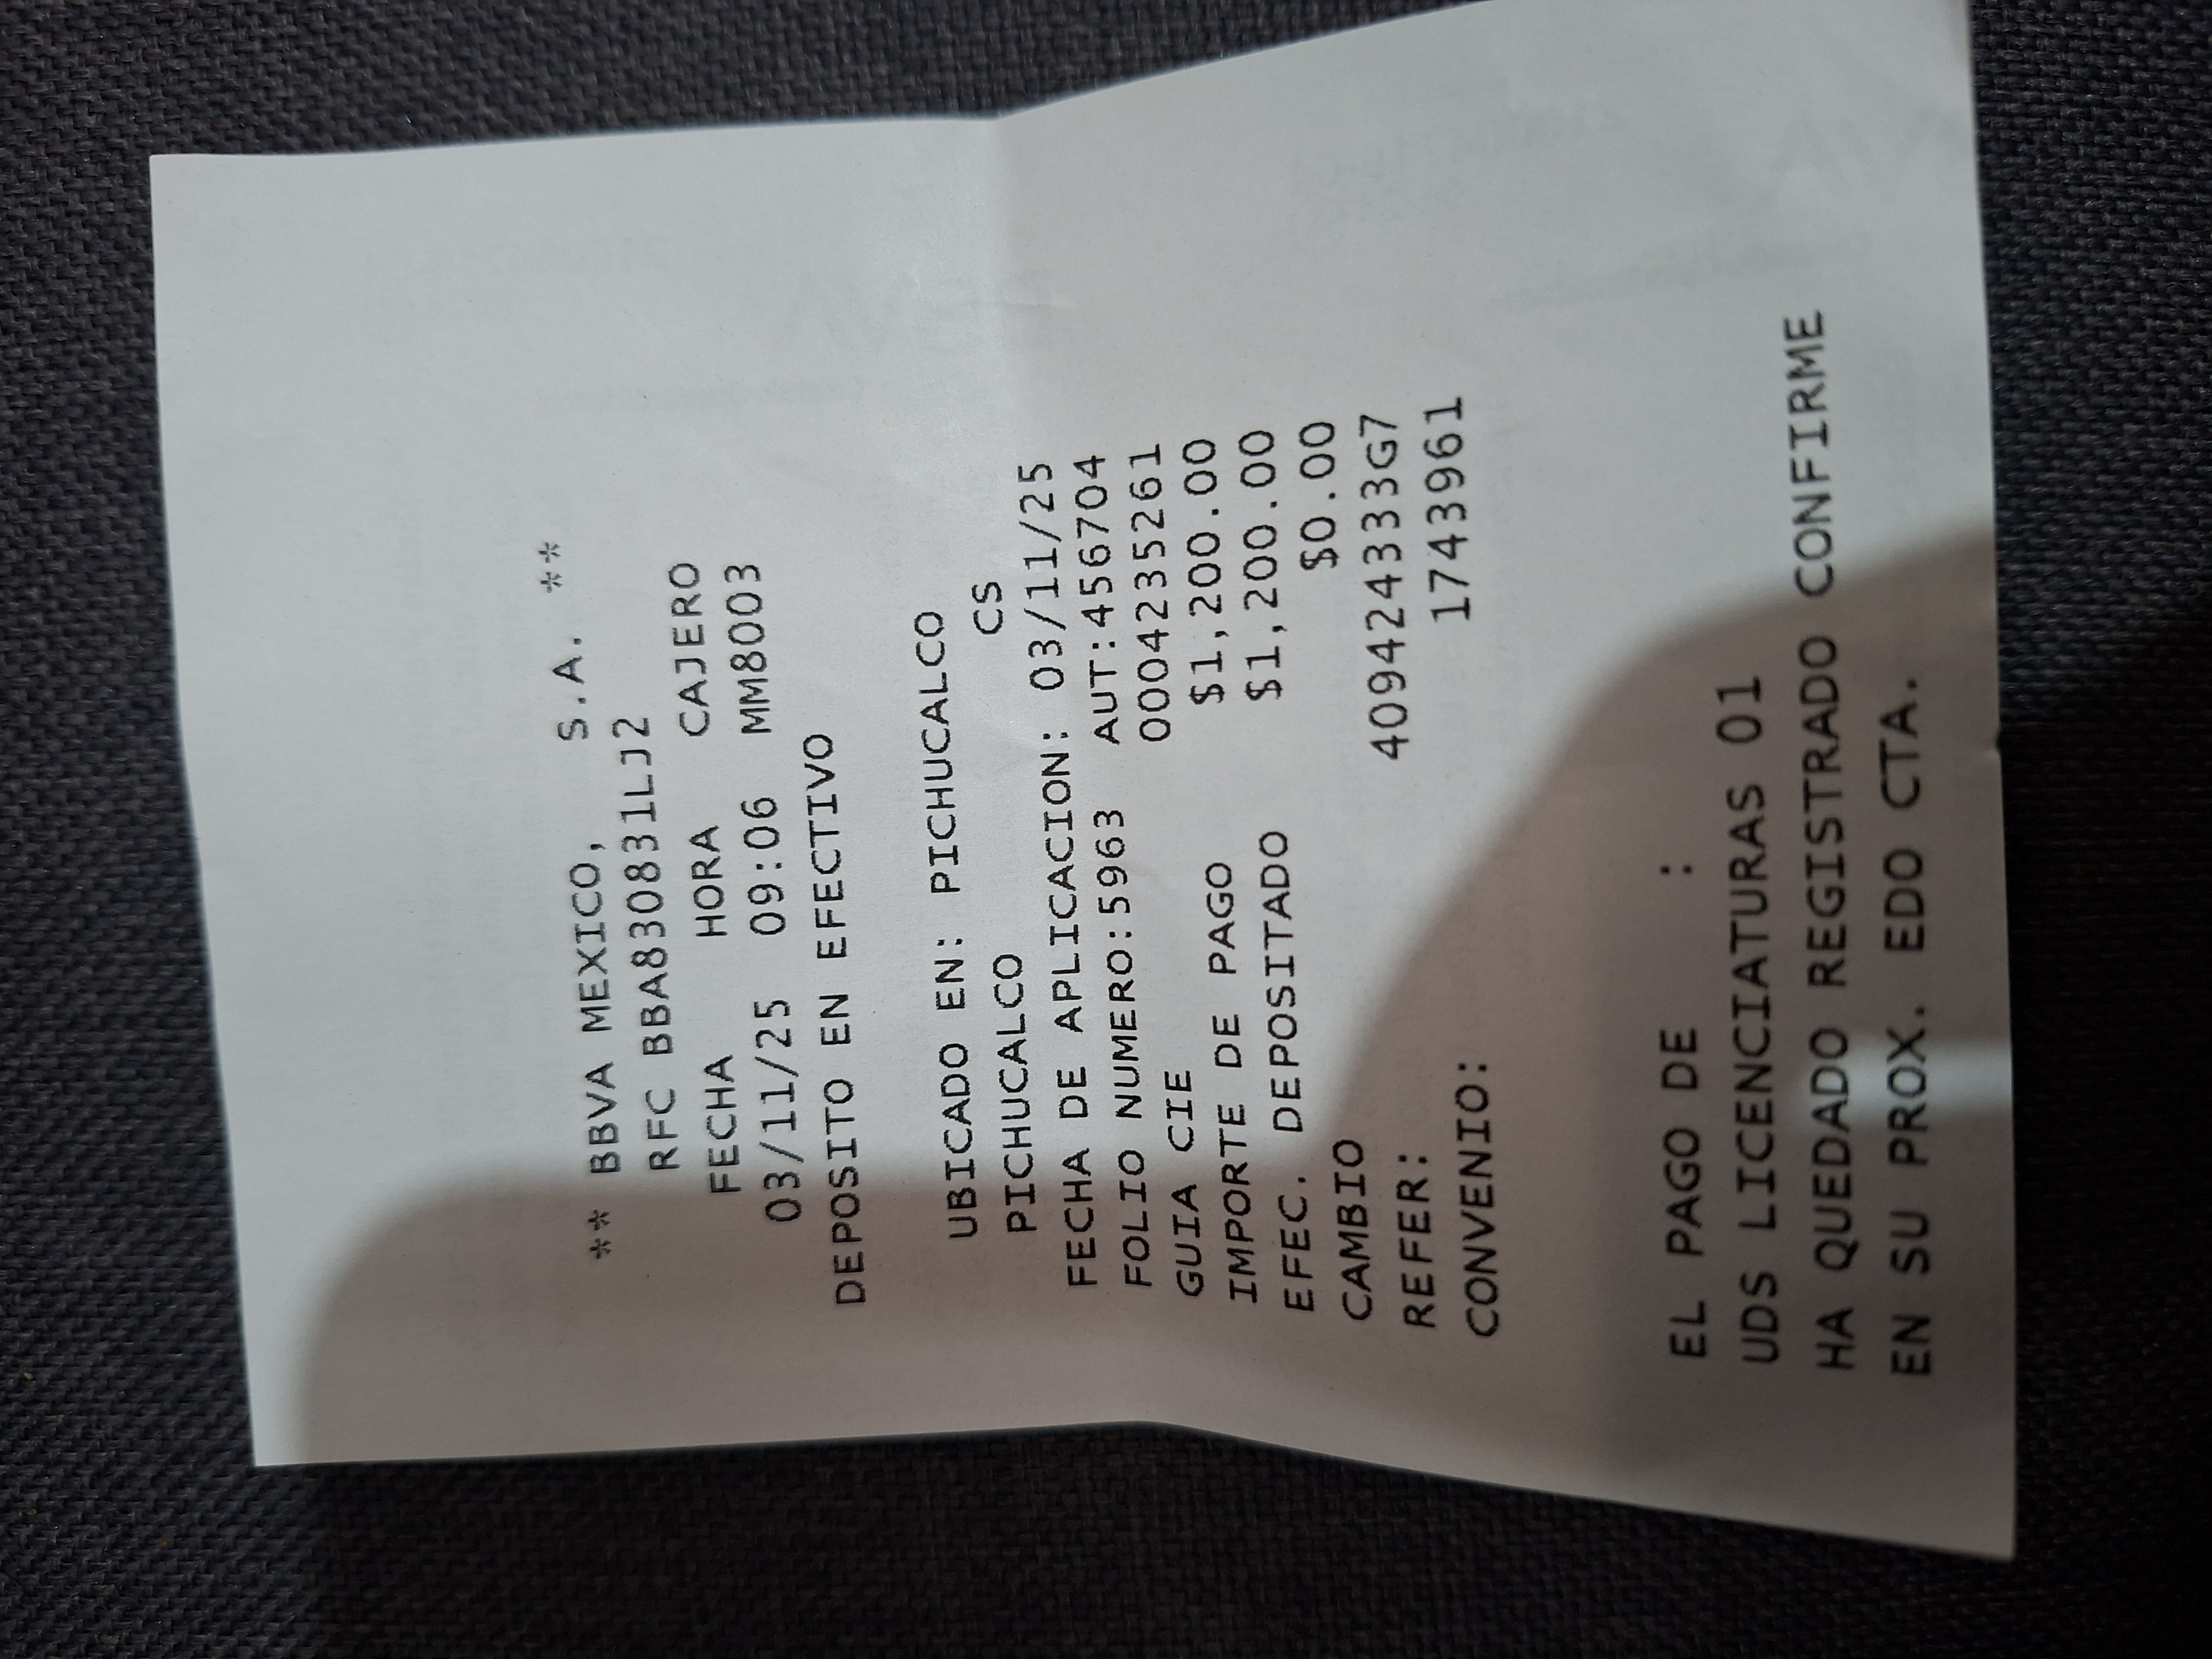 ** BBVA MEXICO, S.A. **
RFC BBA830831LJ2
FECHA HORA CAJERO
03/11/25 09:06 MM8003
DEPOSITO EN EFECTIVO
UBICADO EN: PICHUCALCO
PICHUCALCO CS
FECHA DE APLICACION: 03/11/25
FOLIO NUMERO:5963 AUT:456704
GUIA CIE 0004235261
IMPORTE DE PAGO $1,200.00
EFEC. DEPOSITADO $1,200.00
CAMBIO $0.00
REFER: 409424333G7
CONVENIO: 1743961
EL PAGO DE :
UDS LICENCIATURAS 01
HA QUEDADO REGISTRADO CONFIRME
EN SU PROX. EDO CTA.